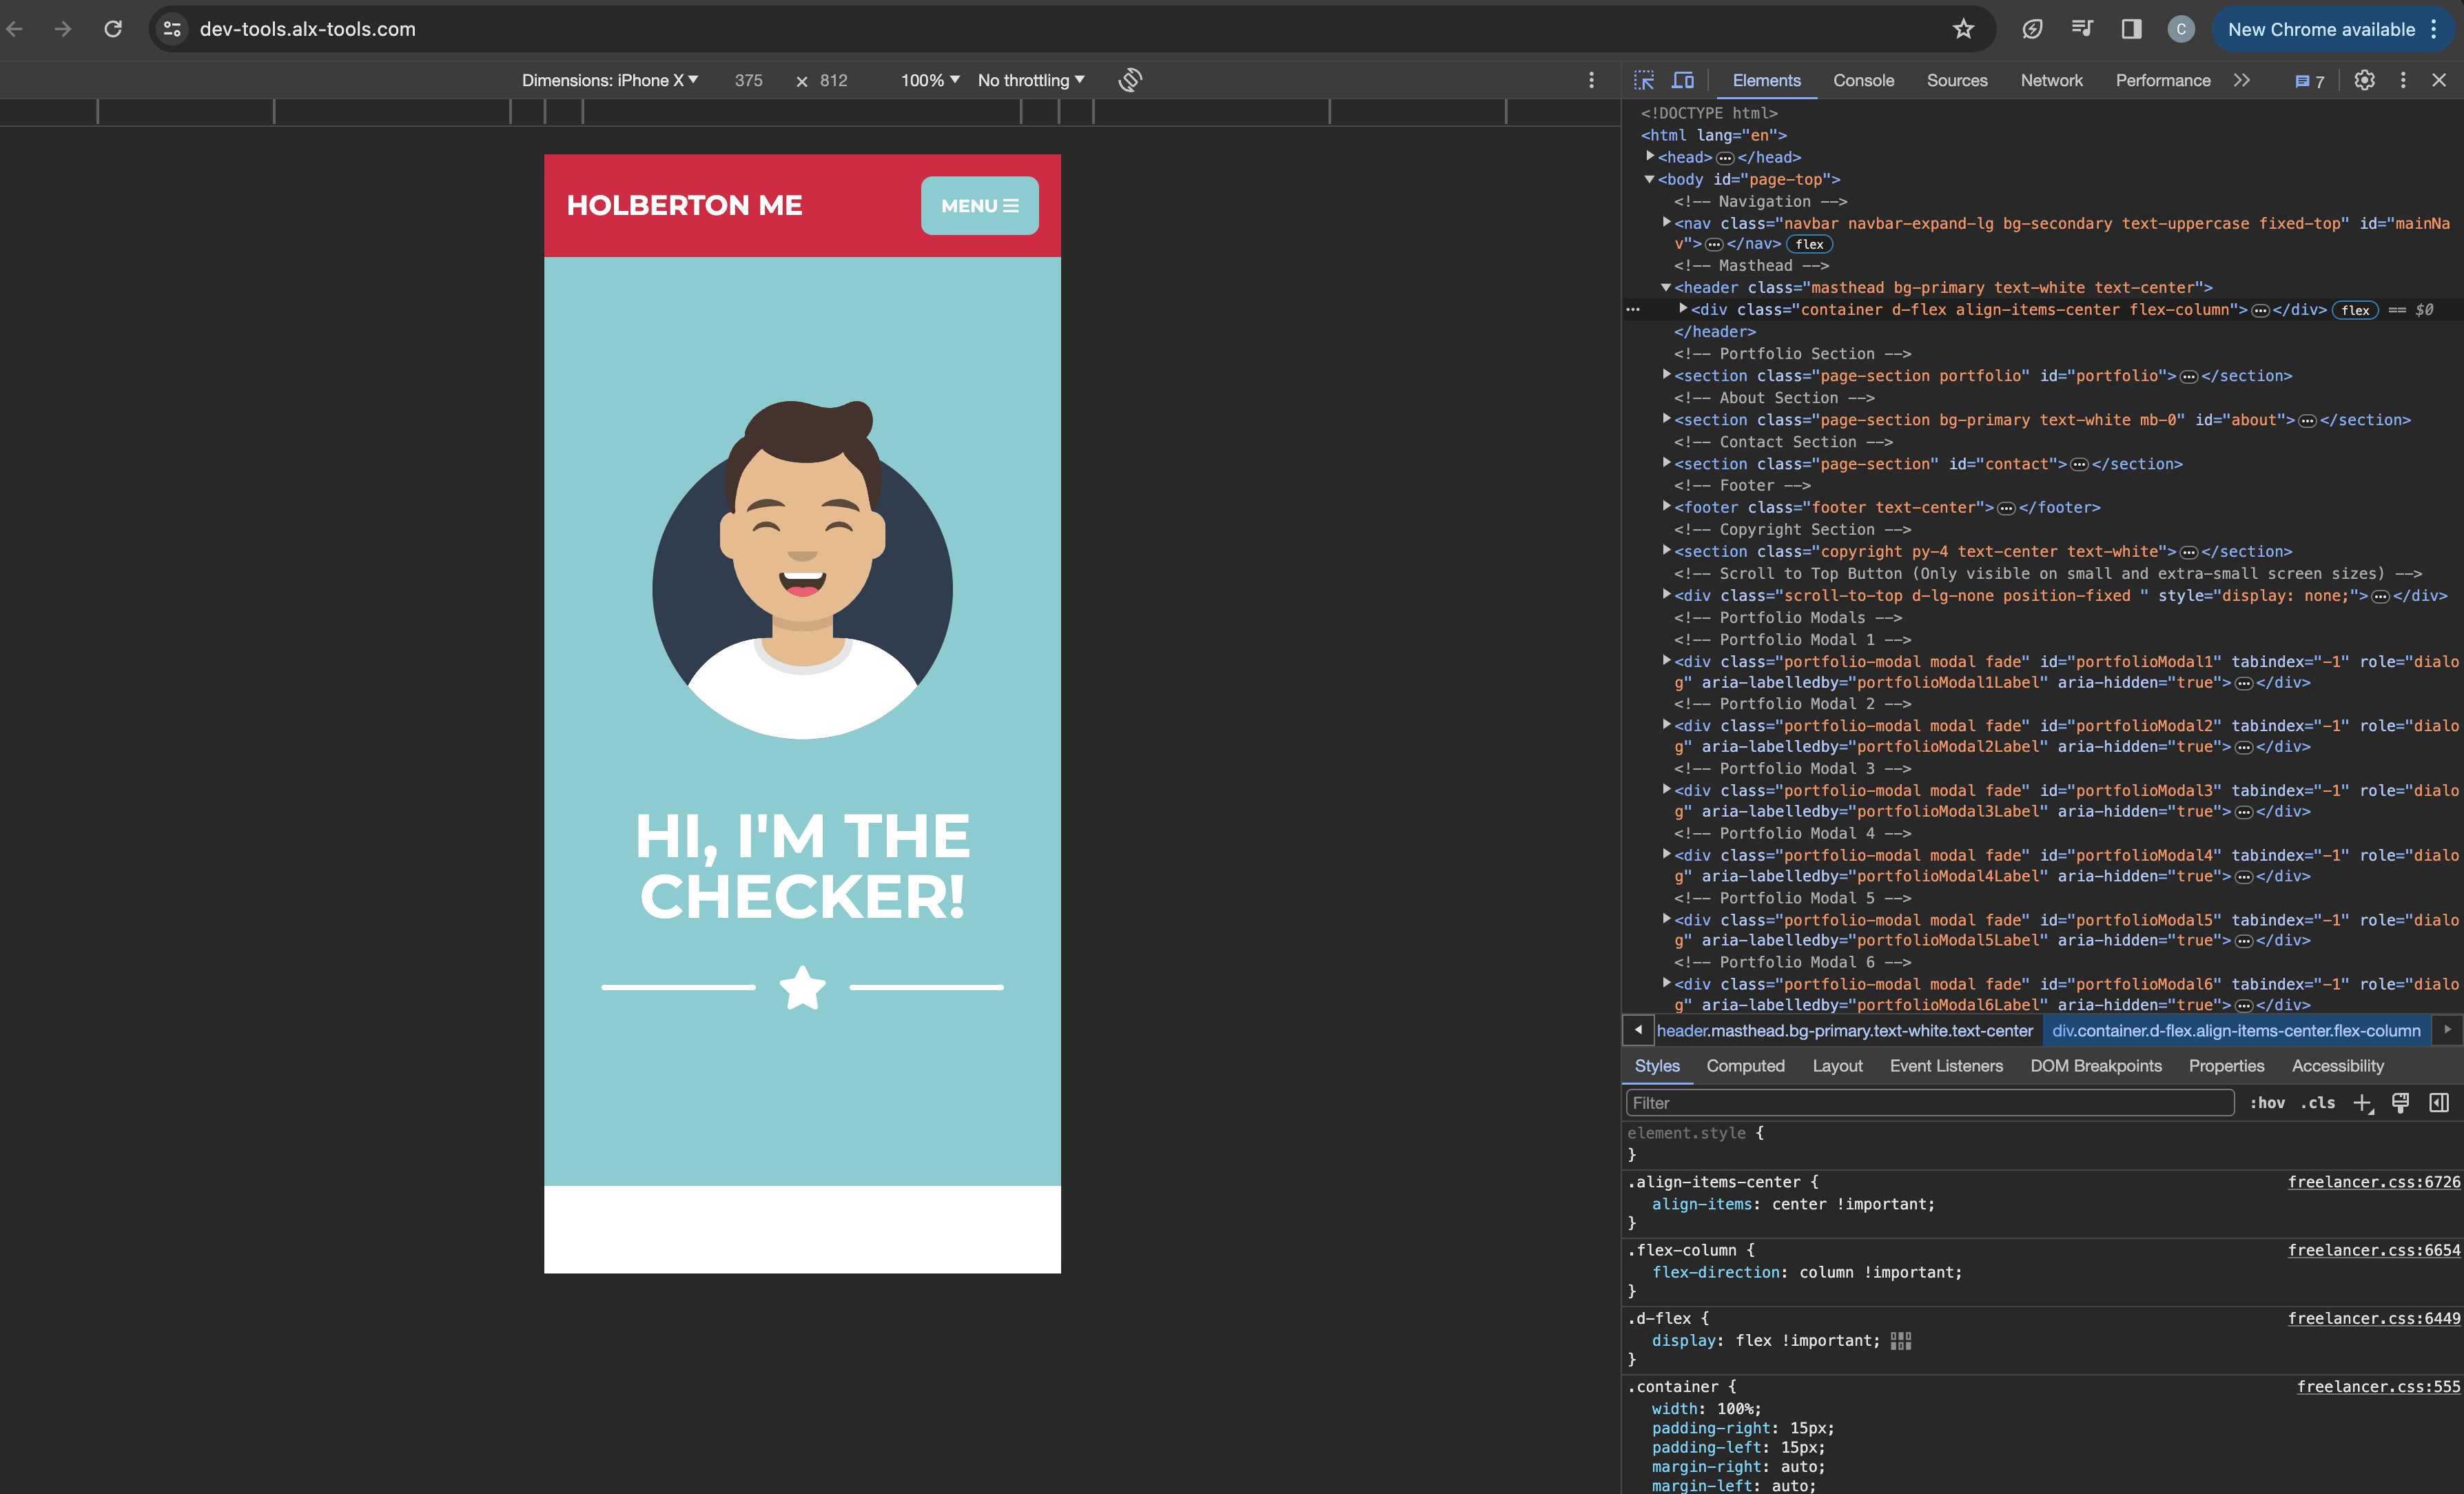 dev-tools.alx-tools.com
C
New Chrome available
Dimensions: iPhone X 375 × 812 100% No throttling
Elements Console Sources Network Performance 7
HOLBERTON ME
MENU
HI, I'M THE
CHECKER!
<!DOCTYPE html>
<html lang="en">
<head>…</head>
<body id="page-top">
<!-- Navigation -->
<nav class="navbar navbar-expand-lg bg-secondary text-uppercase fixed-top" id="mainNa
v">…</nav> flex
<!-- Masthead -->
<header class="masthead bg-primary text-white text-center">
… <div class="container d-flex align-items-center flex-column">…</div> flex == $0
</header>
<!-- Portfolio Section -->
<section class="page-section portfolio" id="portfolio">…</section>
<!-- About Section -->
<section class="page-section bg-primary text-white mb-0" id="about">…</section>
<!-- Contact Section -->
<section class="page-section" id="contact">…</section>
<!-- Footer -->
<footer class="footer text-center">…</footer>
<!-- Copyright Section -->
<section class="copyright py-4 text-center text-white">…</section>
<!-- Scroll to Top Button (Only visible on small and extra-small screen sizes) -->
<div class="scroll-to-top d-lg-none position-fixed " style="display: none;">…</div>
<!-- Portfolio Modals -->
<!-- Portfolio Modal 1 -->
<div class="portfolio-modal modal fade" id="portfolioModal1" tabindex="-1" role="dialo
g" aria-labelledby="portfolioModal1Label" aria-hidden="true">…</div>
<!-- Portfolio Modal 2 -->
<div class="portfolio-modal modal fade" id="portfolioModal2" tabindex="-1" role="dialo
g" aria-labelledby="portfolioModal2Label" aria-hidden="true">…</div>
<!-- Portfolio Modal 3 -->
<div class="portfolio-modal modal fade" id="portfolioModal3" tabindex="-1" role="dialo
g" aria-labelledby="portfolioModal3Label" aria-hidden="true">…</div>
<!-- Portfolio Modal 4 -->
<div class="portfolio-modal modal fade" id="portfolioModal4" tabindex="-1" role="dialo
g" aria-labelledby="portfolioModal4Label" aria-hidden="true">…</div>
<!-- Portfolio Modal 5 -->
<div class="portfolio-modal modal fade" id="portfolioModal5" tabindex="-1" role="dialo
g" aria-labelledby="portfolioModal5Label" aria-hidden="true">…</div>
<!-- Portfolio Modal 6 -->
<div class="portfolio-modal modal fade" id="portfolioModal6" tabindex="-1" role="dialo
g" aria-labelledby="portfolioModal6Label" aria-hidden="true">…</div>
header.masthead.bg-primary.text-white.text-center div.container.d-flex.align-items-center.flex-column
Styles Computed Layout Event Listeners DOM Breakpoints Properties Accessibility
Filter :hov .cls
element.style {
}
.align-items-center { freelancer.css:6726
align-items: center !important;
}
.flex-column { freelancer.css:6654
flex-direction: column !important;
}
.d-flex { freelancer.css:6449
display: flex !important;
}
.container { freelancer.css:555
width: 100%;
padding-right: 15px;
padding-left: 15px;
margin-right: auto;
margin-left: auto;